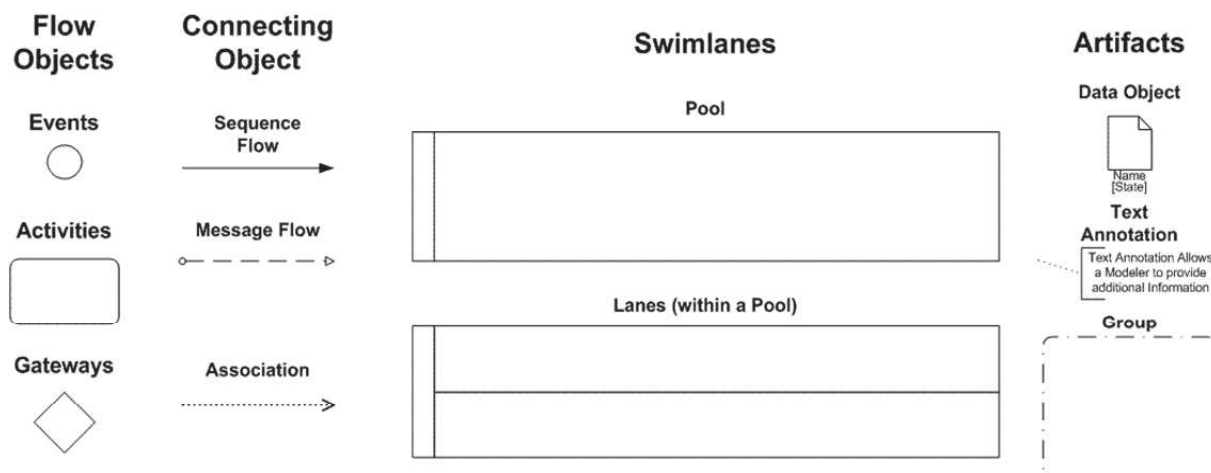 Flow
Objects
Events
Activities
Gateways
Connecting
Object
Sequence
Flow
Message Flow
Association
Swimlanes
Pool
Lanes (within a Pool)
Artifacts
Data Object
Name
[State]
Text
Annotation
Text Annotation Allows
a Modeler to provide
additional Information
Group